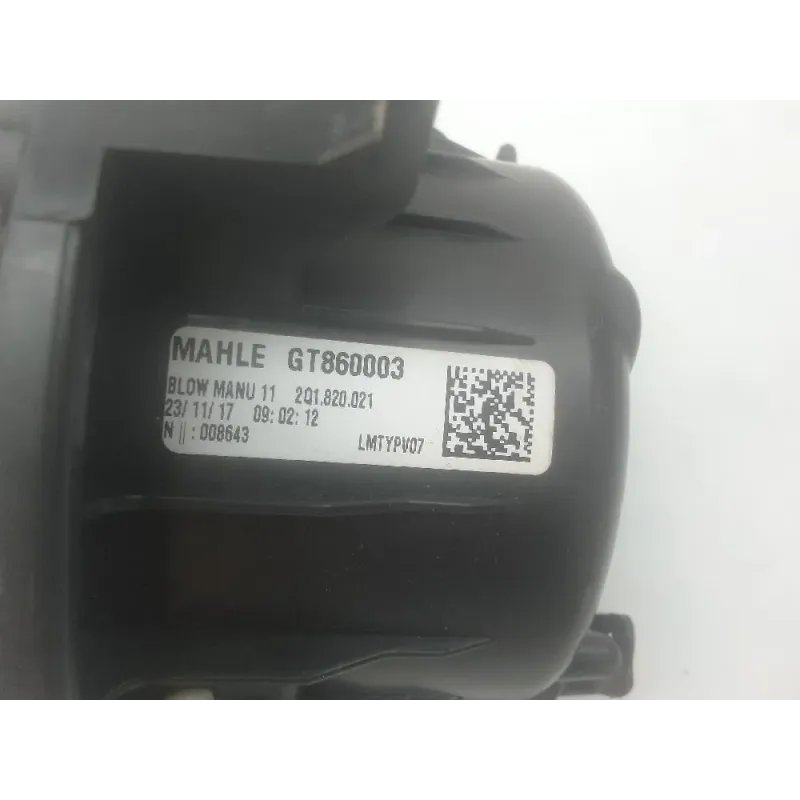 MAHLE GT860003
BLOW MANU 11 2Q1.820.021
23/11/17 09:02:12
N || : 008643 LMTYPV07